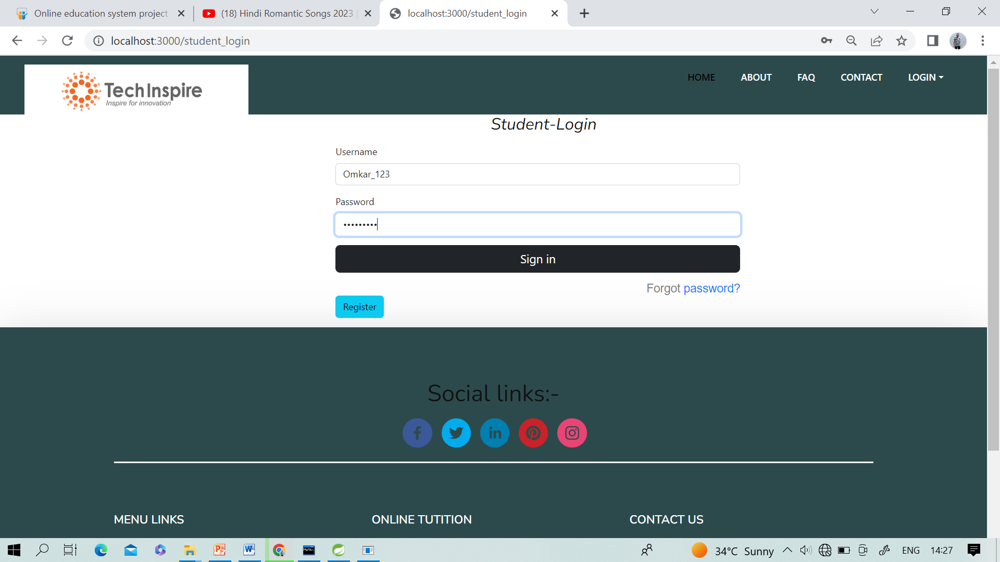 Online education system project
(18) Hindi Romantic Songs 2023
localhost:3000/student_login
localhost:3000/student_login
TechInspire
Inspire for innovation
HOME ABOUT FAQ CONTACT LOGIN
Student-Login
Username
Omkar_123
Password
•••••••••
Sign in
Forgot password?
Register
Social links:-
MENU LINKS ONLINE TUTITION CONTACT US
34°C Sunny ENG 14:27